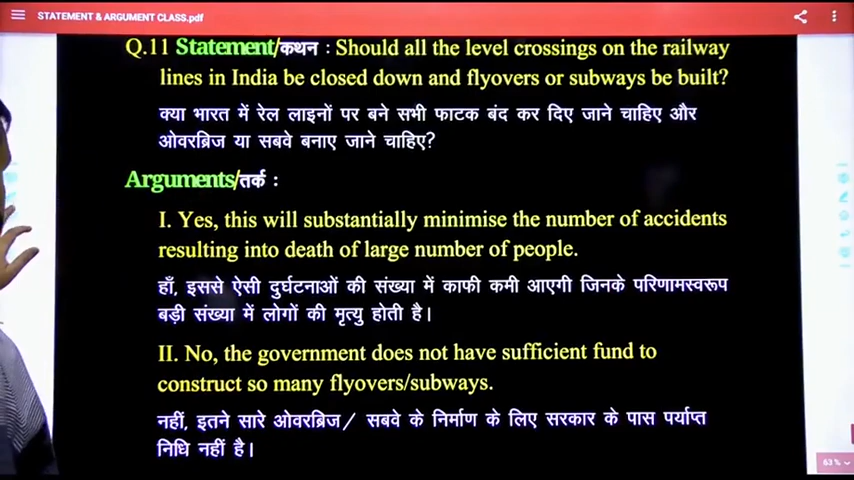 STATEMENT & ARGUMENT CLASS.pdf
Q.11 Statement/कथन : Should all the level crossings on the railway
lines in India be closed down and flyovers or subways be built?
क्या भारत में रेल लाइनों पर बने सभी फाटक बंद कर दिए जाने चाहिए और
ओवरब्रिज या सबवे बनाए जाने चाहिए?
Arguments/तर्क :
I. Yes, this will substantially minimise the number of accidents
resulting into death of large number of people.
हाँ, इससे ऐसी दुर्घटनाओं की संख्या में काफी कमी आएगी जिनके परिणामस्वरूप
बड़ी संख्या में लोगों की मृत्यु होती है।
II. No, the government does not have sufficient fund to
construct so many flyovers/subways.
नहीं, इतने सारे ओवरब्रिज/ सबवे के निर्माण के लिए सरकार के पास पर्याप्त
निधि नहीं है।
63%